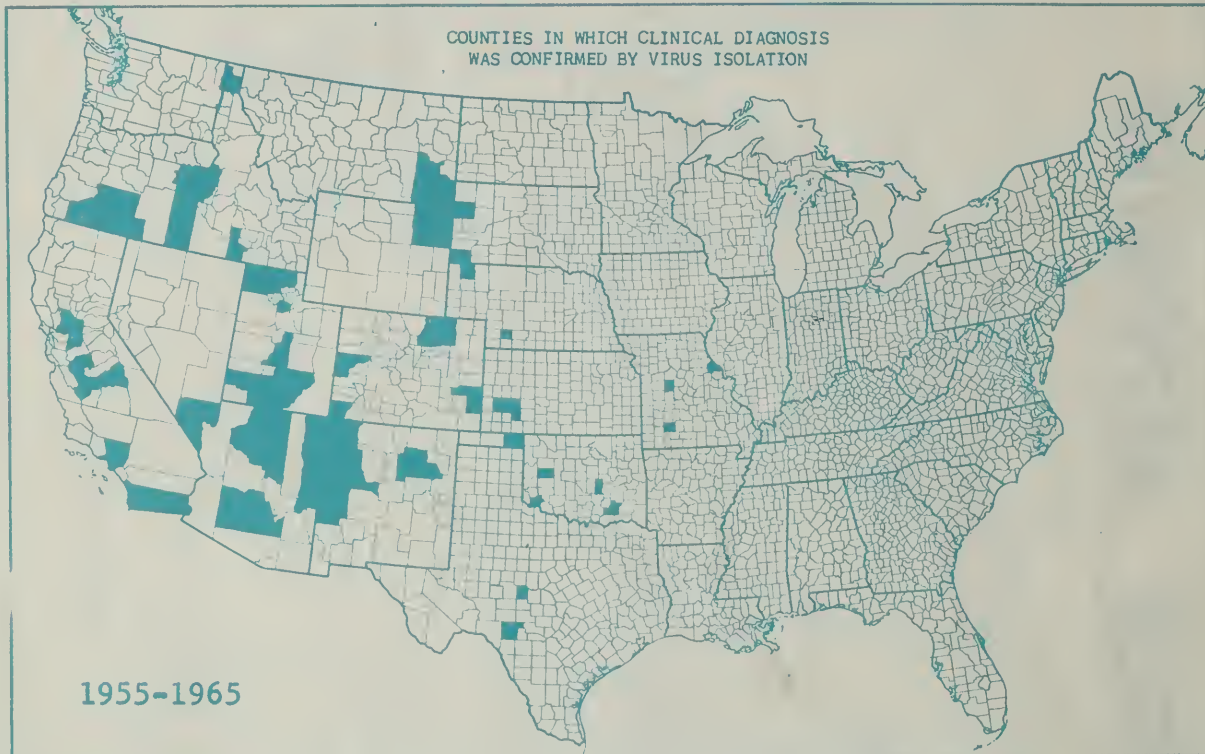 COUNTIES IN WHICH CLINICAL DIAGNOSIS
WAS CONFIRMED BY VIRUS ISOLATION
1955-1965